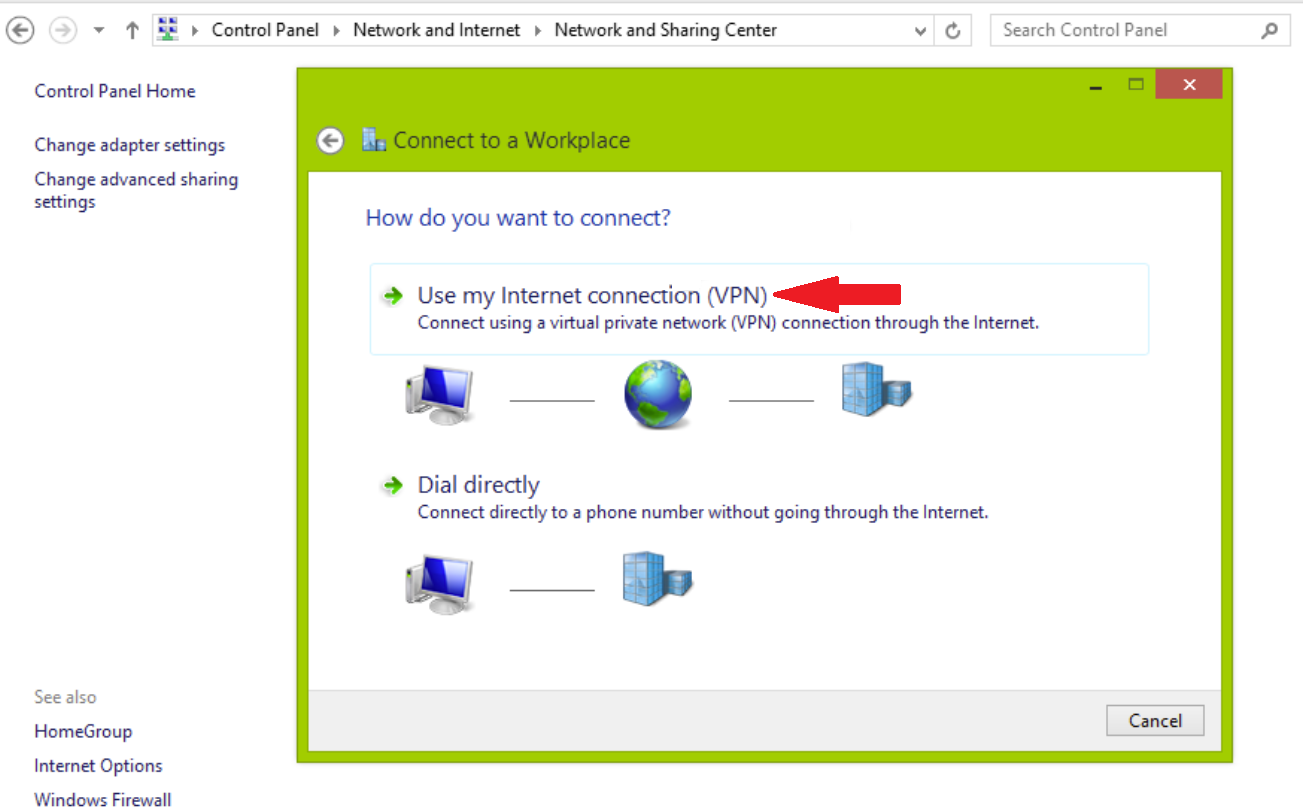 Control Panel
Network and Internet
Network and Sharing Center
Search Control Panel
Control Panel Home
Change adapter settings
Change advanced sharing
settings
Connect to a Workplace
How do you want to connect?
Use my Internet connection (VPN)
Connect using a virtual private network (VPN) connection through the Internet.
Dial directly
Connect directly to a phone number without going through the Internet.
Cancel
See also
HomeGroup
Internet Options
Windows Firewall